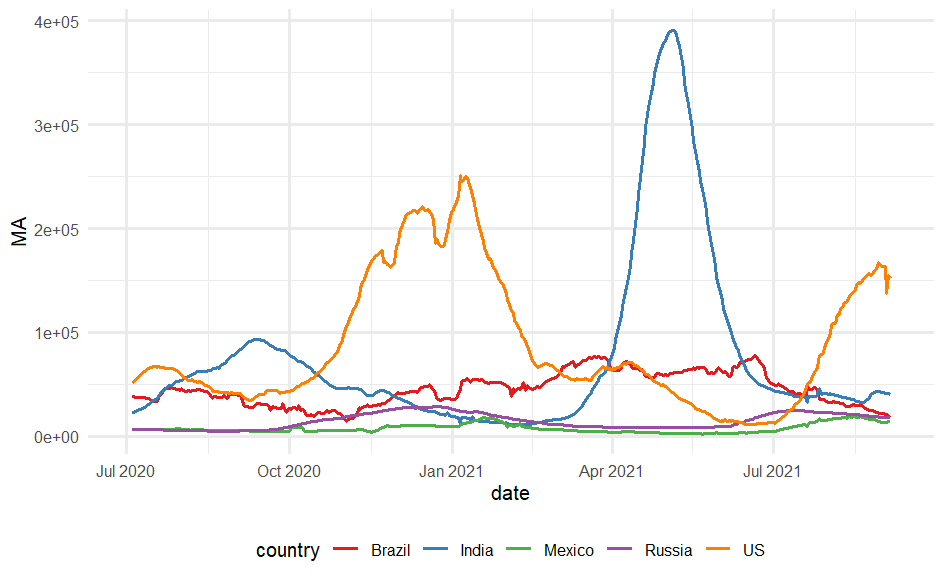 4e+05
3e+05
2e+05
1e+05
0e+00
MA
Jul 2020 Oct 2020 Jan 2021 Apr 2021 Jul 2021
date
country Brazil India Mexico Russia US